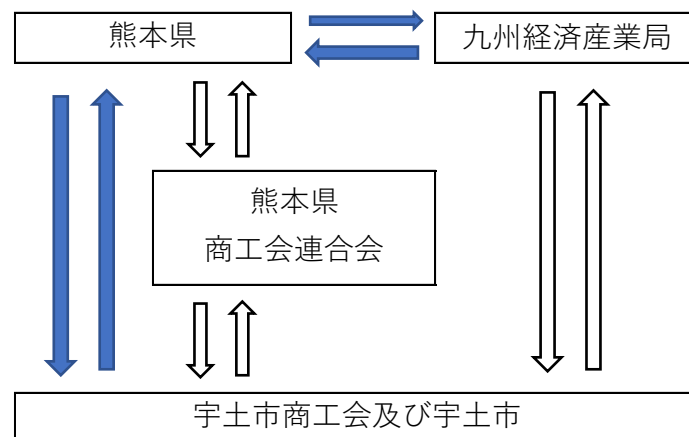 熊本県
九州経済産業局
熊本県
商工会連合会
宇土市商工会及び宇土市